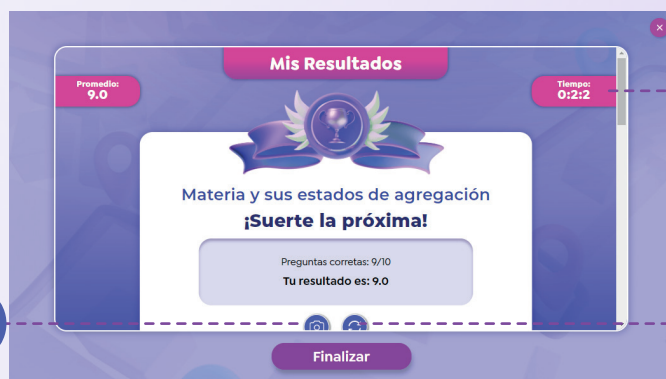 Mis Resultados
Promedio:
9.0
Tiempo:
0:2:2
Materia y sus estados de agregación
¡Suerte la próxima!
Preguntas correctas: 9/10
Tu resultado es: 9.0
Finalizar